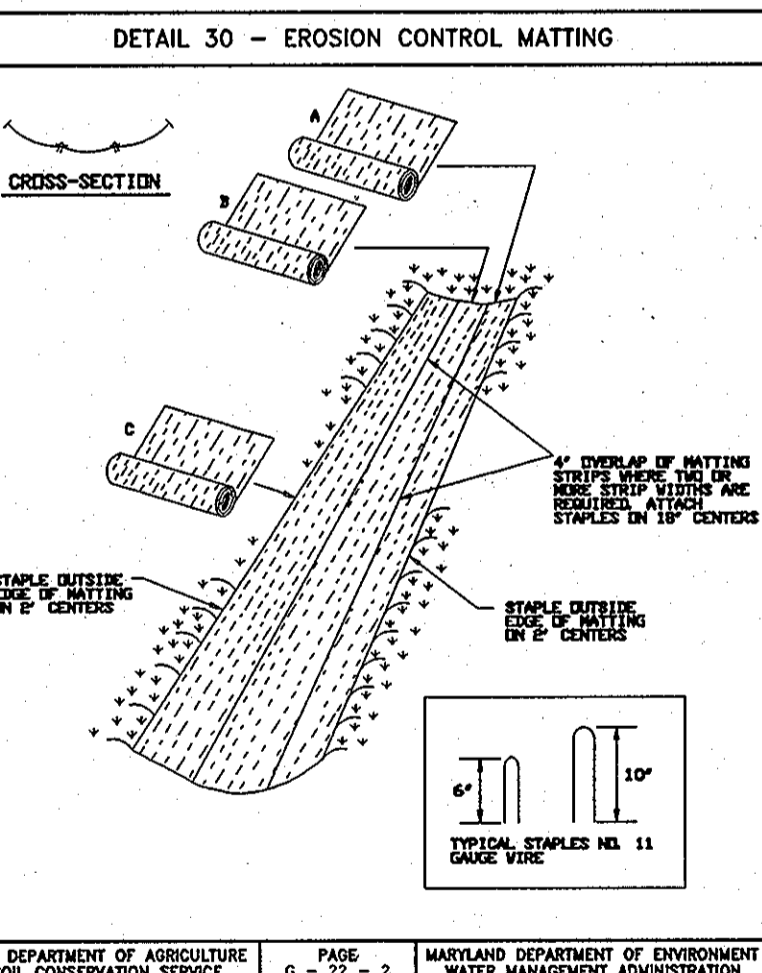 DETAIL 30 – EROSION CONTROL MATTING
CROSS-SECTION
A
B
C
4" OVERLAP OF MATTING
STRIPS WHERE TWO OR
MORE STRIP WIDTHS ARE
REQUIRED. ATTACH
STAPLES ON 18" CENTERS
STAPLE OUTSIDE
EDGE OF MATTING
ON 2' CENTERS
STAPLE OUTSIDE
EDGE OF MATTING
ON 2' CENTERS
6"
10"
TYPICAL STAPLES NO. 11
GAUGE WIRE
DEPARTMENT OF AGRICULTURE
SOIL CONSERVATION SERVICE
PAGE
G – 22 – 2
MARYLAND DEPARTMENT OF ENVIRONMENT
WATER MANAGEMENT ADMINISTRATION